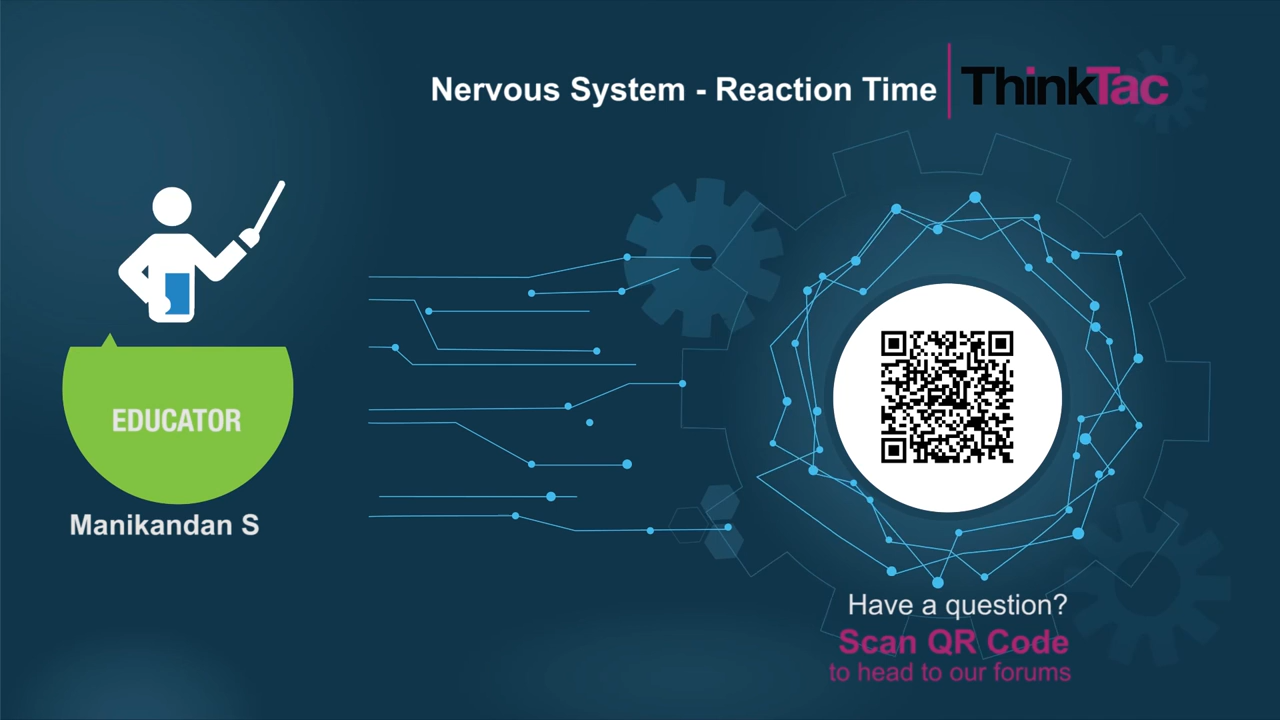 Nervous System - Reaction Time
ThinkTac
EDUCATOR
Manikandan S
Have a question?
Scan QR Code
to head to our forums